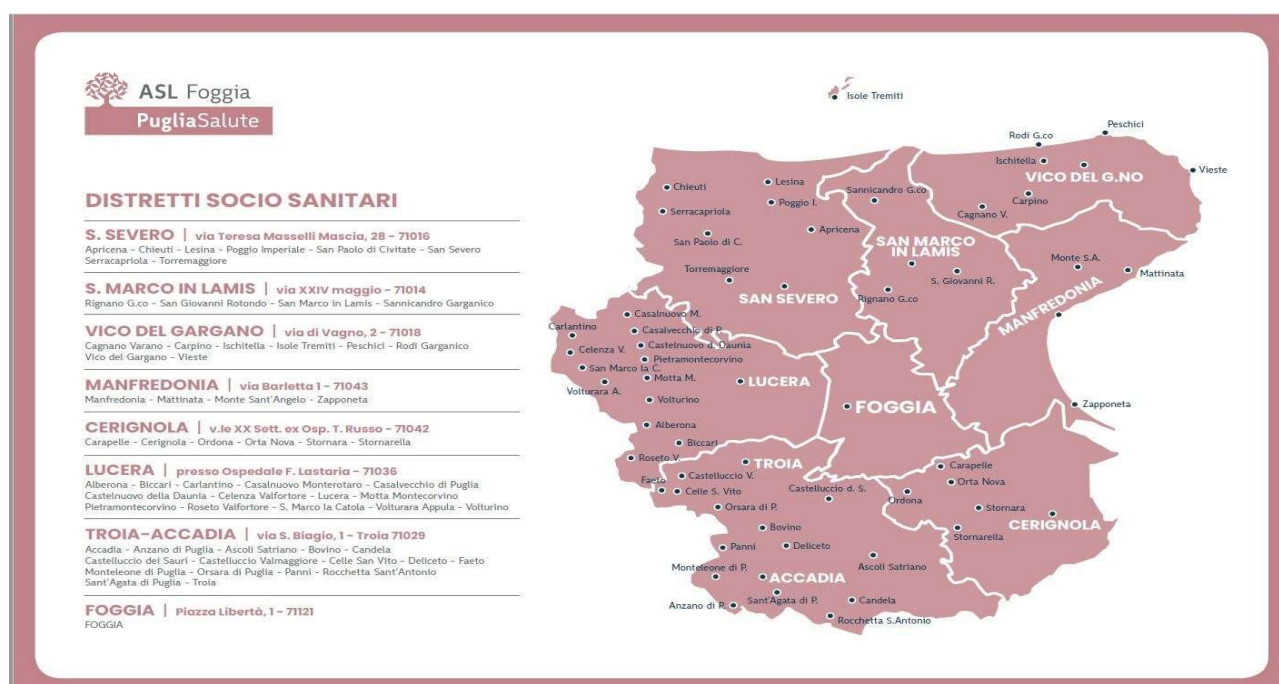 ASL Foggia
PugliaSalute
DISTRETTI SOCIO SANITARI
S. SEVERO | via Teresa Masselli Mascia, 28 - 71016
Apricena - Chieuti - Lesina - Poggio Imperiale - San Paolo di Civitate - San Severo
Serracapriola - Torremaggiore
S. MARCO IN LAMIS | via XXIV maggio - 71014
Rignano G.co - San Giovanni Rotondo - San Marco in Lamis - Sannicandro Garganico
VICO DEL GARGANO | via di Vagno, 2 - 71018
Cagnano Varano - Carpino - Ischitella - Isole Tremiti - Peschici - Rodi Garganico
Vico del Gargano - Vieste
MANFREDONIA | via Barletta 1 - 71043
Manfredonia - Mattinata - Monte Sant'Angelo - Zapponeta
CERIGNOLA | v.le XX Sett. ex Osp. T. Russo - 71042
Carapelle - Cerignola - Ordona - Orta Nova - Stornara - Stornarella
LUCERA | presso Ospedale F. Lastaria - 71036
Alberona - Biccari - Carlantino - Casalnuovo Monterotaro - Casalvecchio di Puglia
Castelnuovo della Daunia - Celenza Valfortore - Lucera - Motta Montecorvino
Pietramontecorvino - Roseto Valfortore - S. Marco la Catola - Volturara Appula - Volturino
TROIA-ACCADIA | via S. Biagio, 1 - Troia 71029
Accadia - Anzano di Puglia - Ascoli Satriano - Bovino - Candela
Castelluccio dei Sauri - Castelluccio Valmaggiore - Celle San Vito - Deliceto - Faeto
Monteleone di Puglia - Orsara di Puglia - Panni - Rocchetta Sant'Antonio
Sant'Agata di Puglia - Troia
FOGGIA | Piazza Libertà, 1 - 71121
FOGGIA
Isole Tremiti
Peschici
Rodi G.co
Ischitella
VICO DEL G.NO
Vieste
Chieuti
Lesina
Sannicandro G.co
Carpino
Poggio I.
Cagnano V.
Serracapriola
Apricena
San Paolo di C.
SAN MARCO
IN LAMIS
Monte S.A.
Mattinata
Torremaggiore
S. Giovanni R.
SAN SEVERO
Rignano G.co
MANFREDONIA
Casalnuovo M.
Carlantino
Casalvecchio di P.
Castelnuovo d. Daunia
Celenza V.
Pietramontecorvino
San Marco la C.
Motta M.
LUCERA
Volturara A.
Volturino
FOGGIA
Zapponeta
Alberona
Biccari
Roseto V.
TROIA
Carapelle
Faeto
Castelluccio V.
Orta Nova
Celle S. Vito
Castelluccio d. S.
Ordona
Orsara di P.
Stornara
CERIGNOLA
Bovino
Stornarella
Panni
Deliceto
Monteleone di P.
Ascoli Satriano
ACCADIA
Anzano di P.
Sant'Agata di P.
Candela
Rocchetta S.Antonio